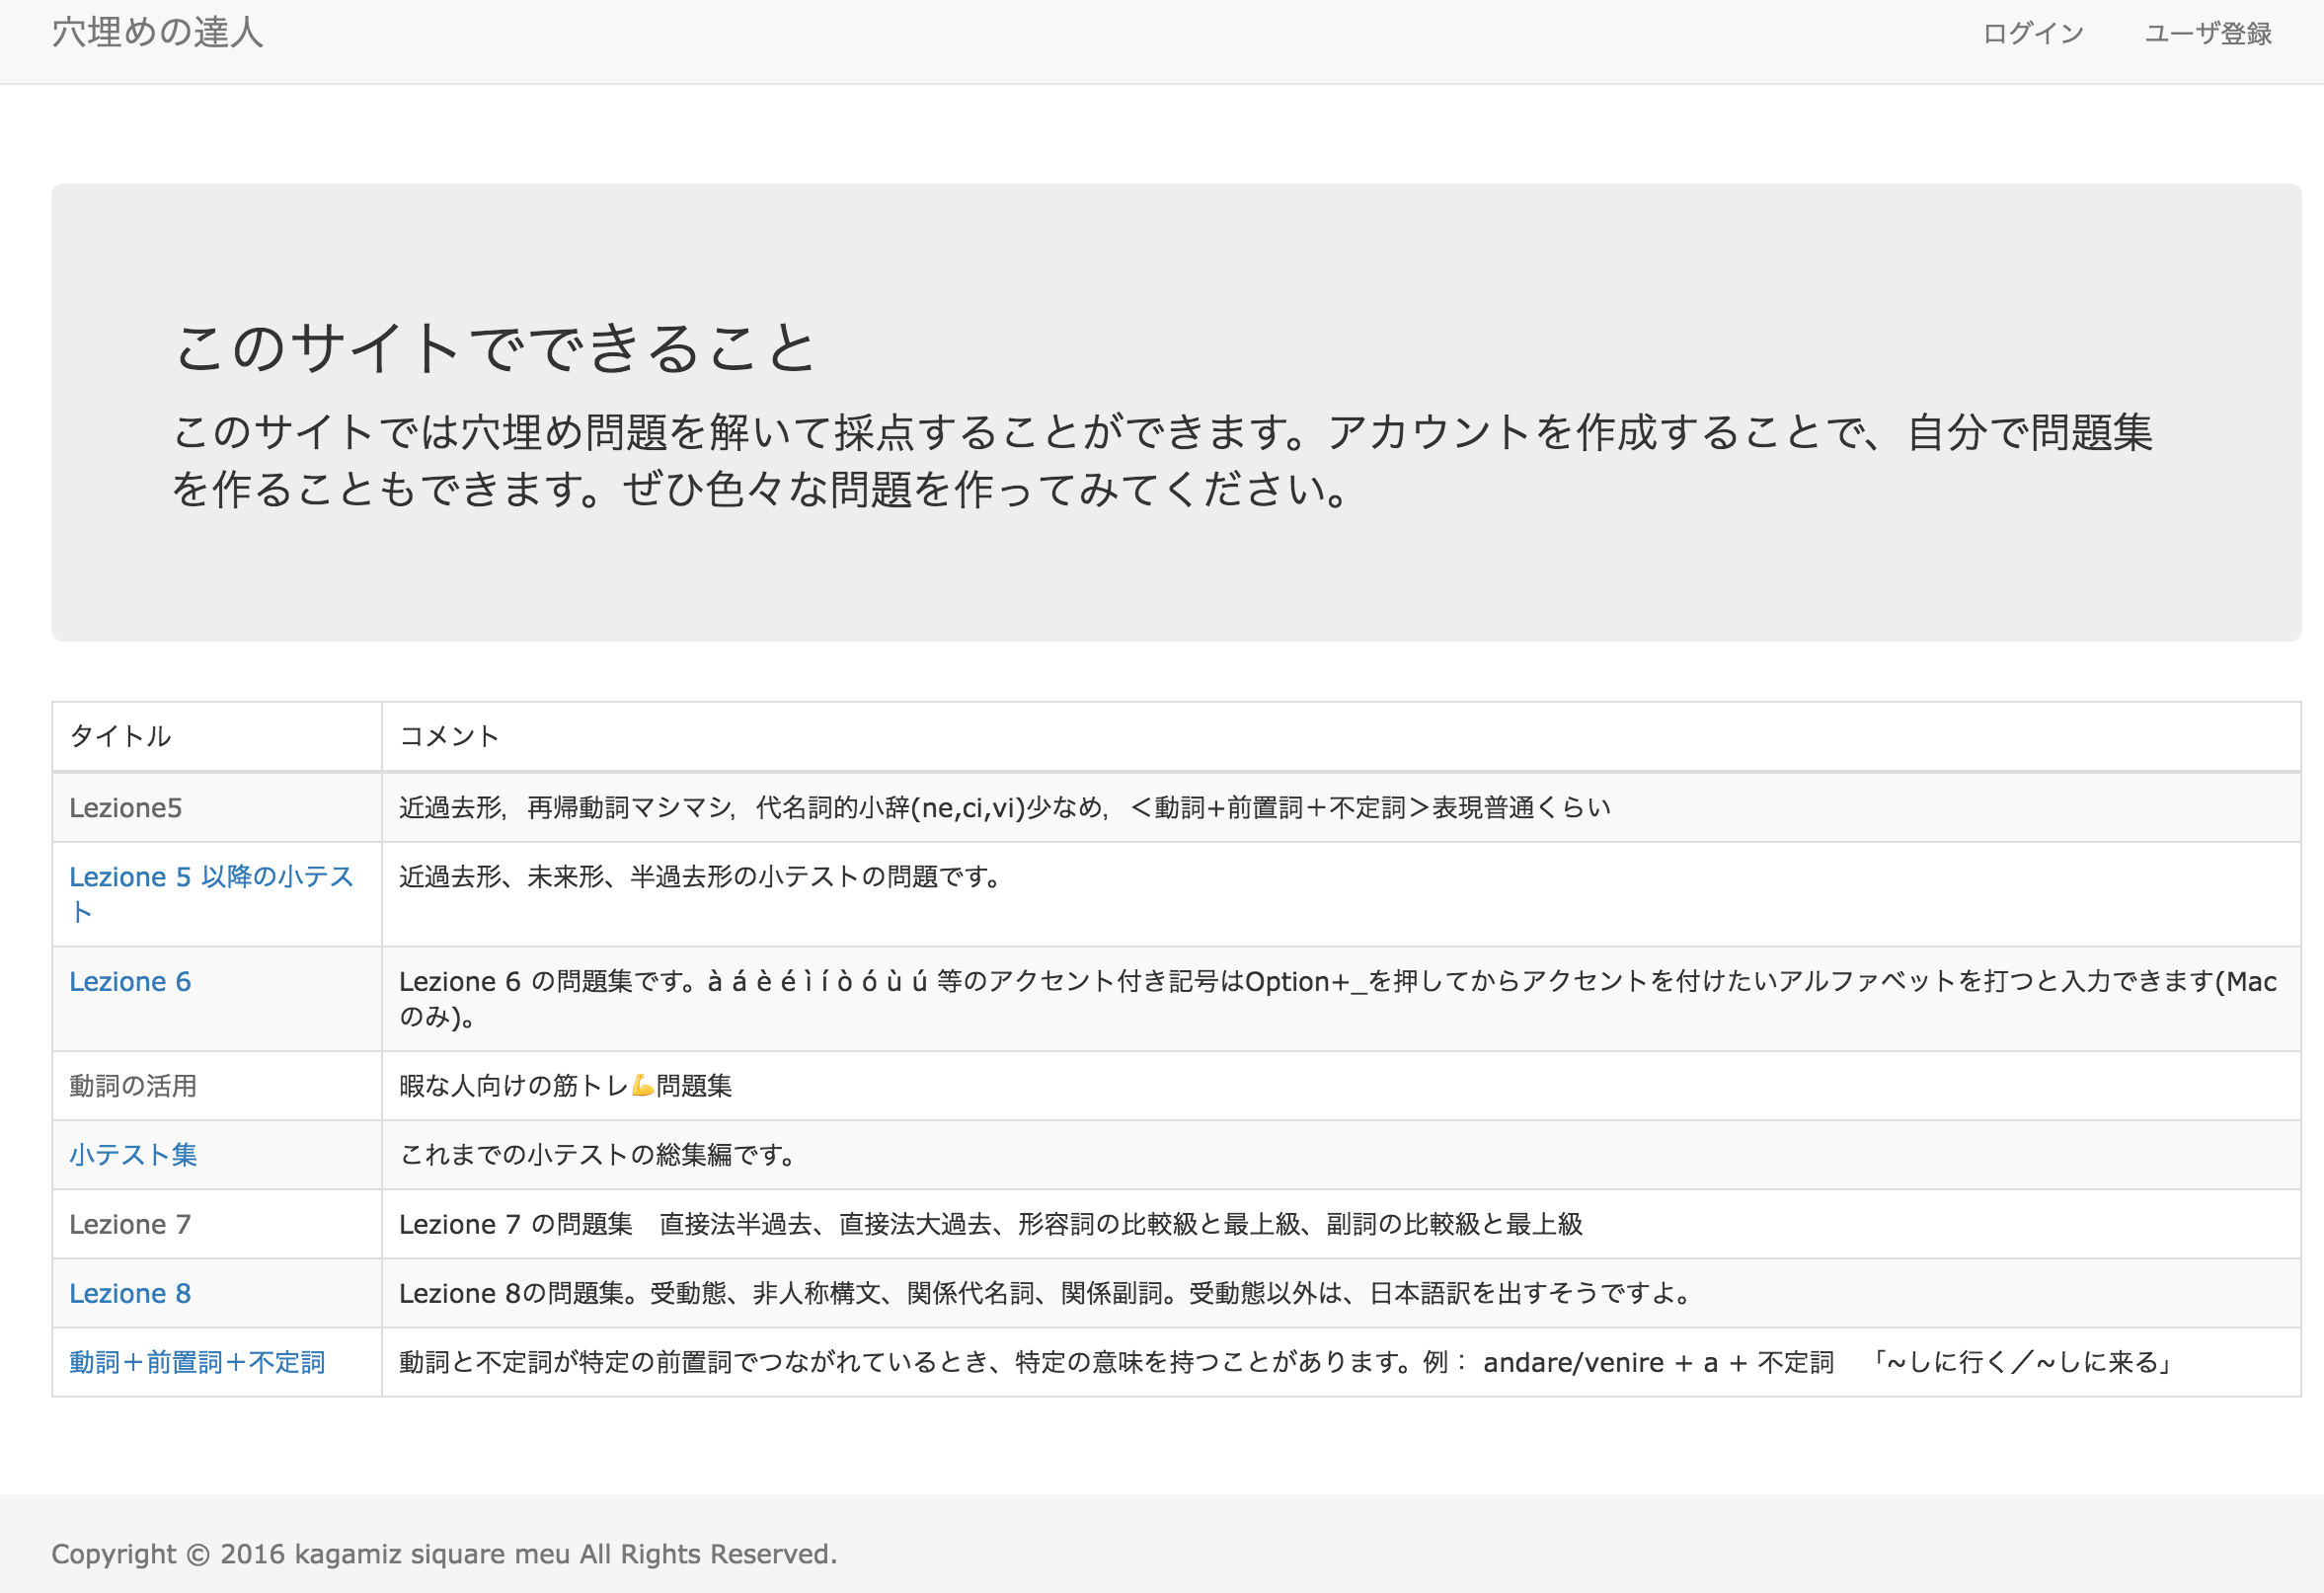 穴埋めの達人 ログイン ユーザ登録
このサイトでできること
このサイトでは穴埋め問題を解いて採点することができます。アカウントを作成することで、自分で問題集
を作ることもできます。ぜひ色々な問題を作ってみてください。
タイトル コメント
Lezione5 近過去形，再帰動詞マシマシ，代名詞的小辞(ne,ci,vi)少なめ，＜動詞+前置詞＋不定詞＞表現普通くらい
Lezione 5 以降の小テス 近過去形、未来形、半過去形の小テストの問題です。
ト
Lezione 6 Lezione 6 の問題集です。à á è é ì í ò ó ù ú 等のアクセント付き記号はOption+_を押してからアクセントを付けたいアルファベットを打つと入力できます(Mac
のみ)。
動詞の活用 暇な人向けの筋トレ💪問題集
小テスト集 これまでの小テストの総集編です。
Lezione 7 Lezione 7 の問題集　直接法半過去、直接法大過去、形容詞の比較級と最上級、副詞の比較級と最上級
Lezione 8 Lezione 8の問題集。受動態、非人称構文、関係代名詞、関係副詞。受動態以外は、日本語訳を出すそうですよ。
動詞＋前置詞＋不定詞 動詞と不定詞が特定の前置詞でつながれているとき、特定の意味を持つことがあります。例： andare/venire + a + 不定詞　「~しに行く／~しに来る」
Copyright © 2016 kagamiz siquare meu All Rights Reserved.